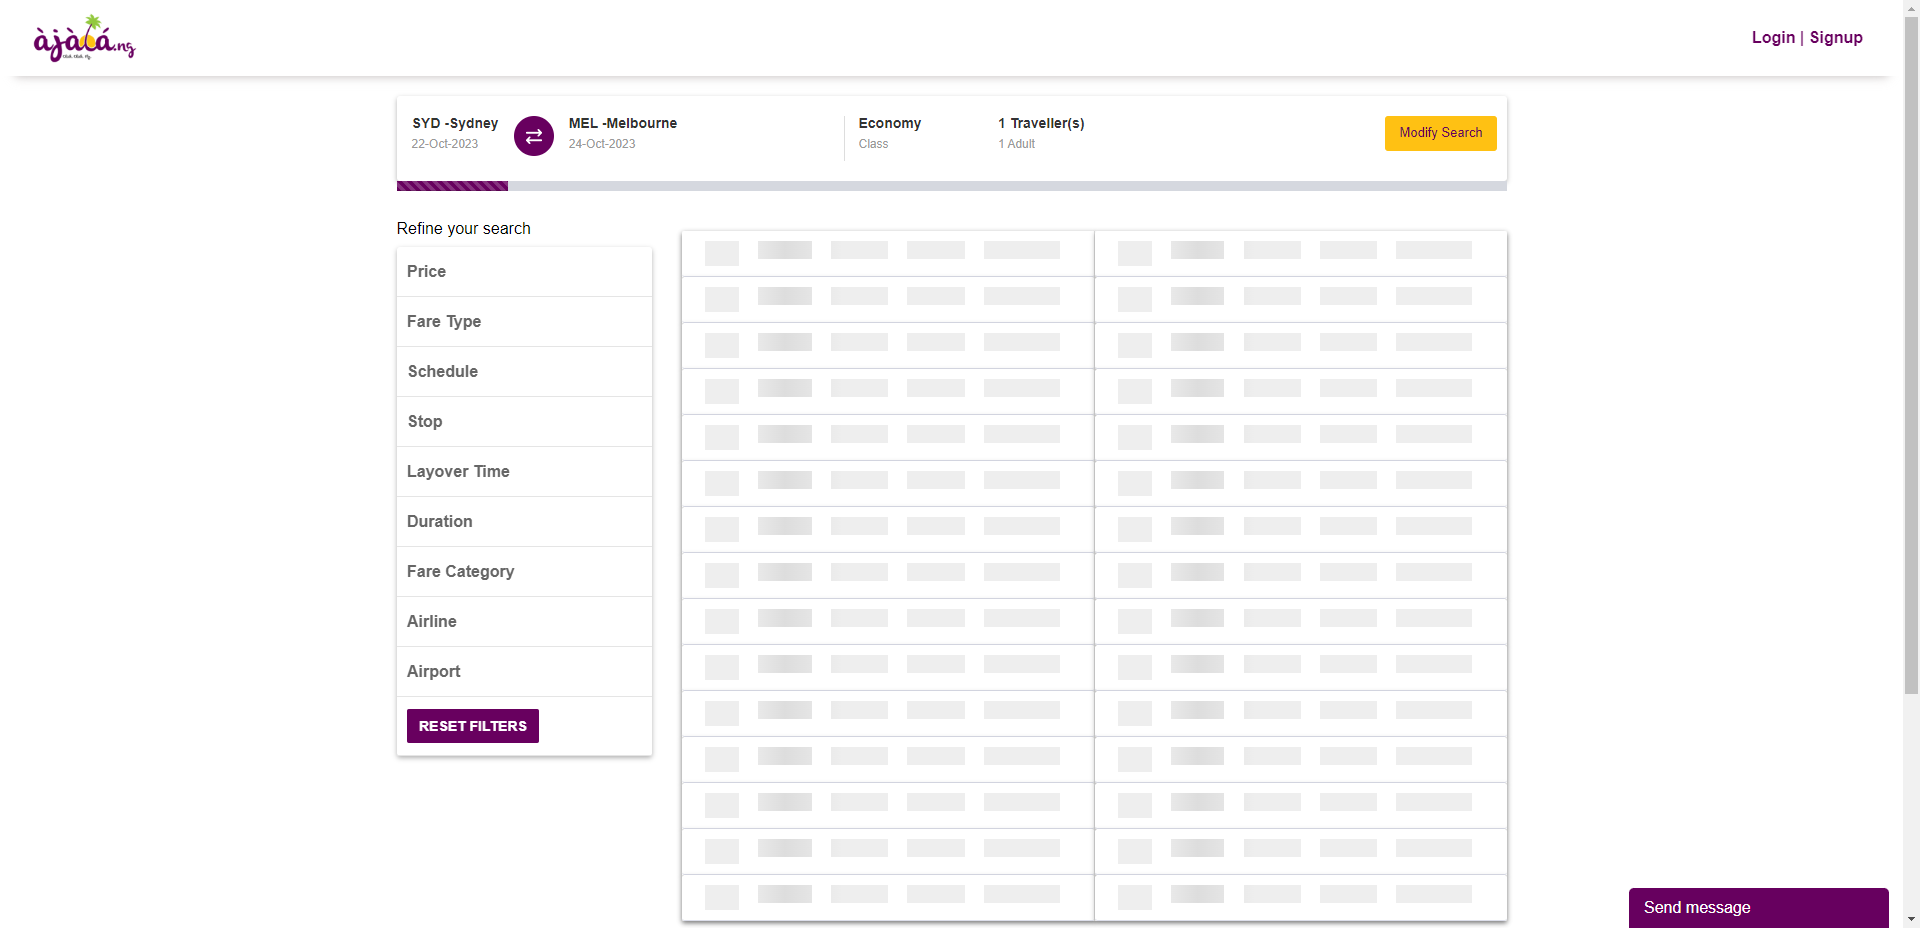 àjàlá.ng
Login | Signup
SYD -Sydney
22-Oct-2023
MEL -Melbourne
24-Oct-2023
Economy
Class
1 Traveller(s)
1 Adult
Modify Search
Refine your search
Price
Fare Type
Schedule
Stop
Layover Time
Duration
Fare Category
Airline
Airport
RESET FILTERS
Send message